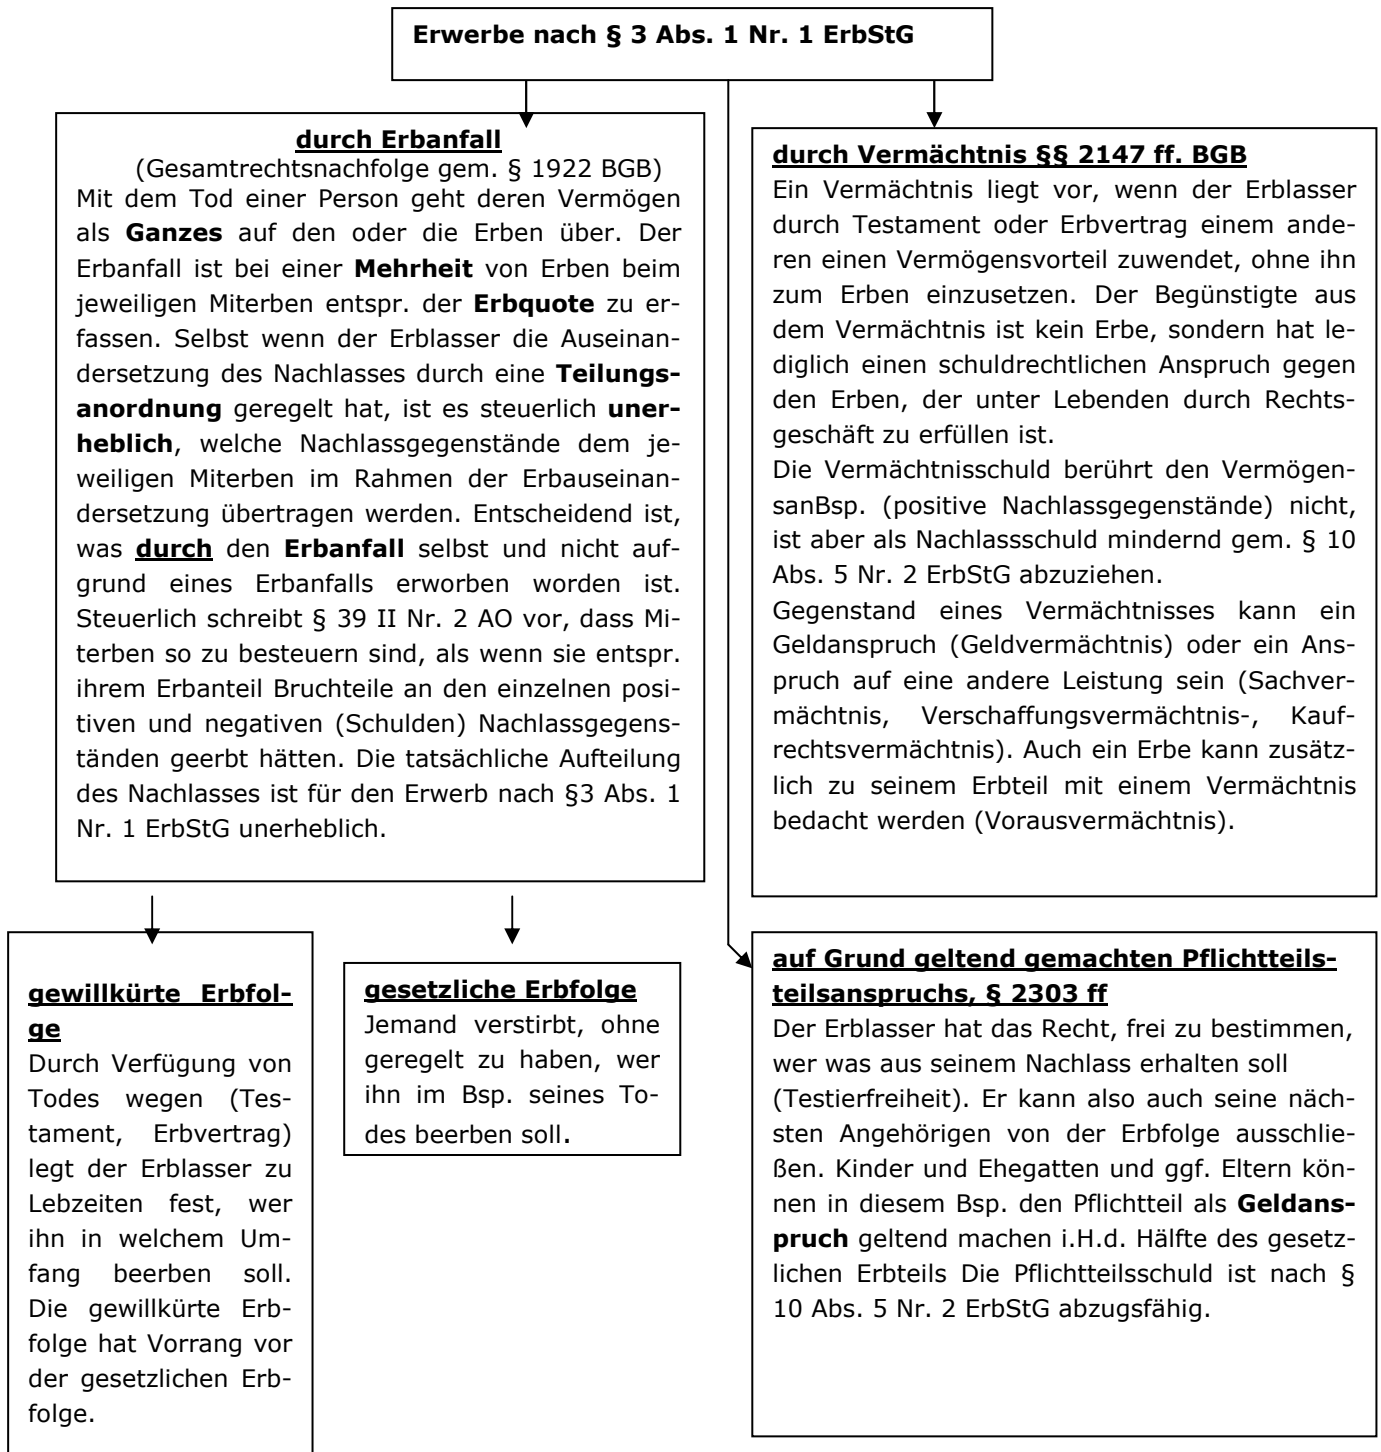 Erwerbe nach § 3 Abs. 1 Nr. 1 ErbStG
durch Erbanfall
(Gesamtrechtsnachfolge gem. § 1922 BGB)
Mit dem Tod einer Person geht deren Vermögen
als Ganzes auf den oder die Erben über. Der
Erbanfall ist bei einer Mehrheit von Erben beim
jeweiligen Miterben entspr. der Erbquote zu er-
fassen. Selbst wenn der Erblasser die Auseinan-
dersetzung des Nachlasses durch eine Teilungs-
anordnung geregelt hat, ist es steuerlich uner-
heblich, welche Nachlassgegenstände dem je-
weiligen Miterben im Rahmen der Erbauseinan-
dersetzung übertragen werden. Entscheidend ist,
was durch den Erbanfall selbst und nicht auf-
grund eines Erbanfalls erworben worden ist.
Steuerlich schreibt § 39 II Nr. 2 AO vor, dass Mi-
terben so zu besteuern sind, als wenn sie entspr.
ihrem Erbanteil Bruchteile an den einzelnen posi-
tiven und negativen (Schulden) Nachlassgegens-
tänden geerbt hätten. Die tatsächliche Aufteilung
des Nachlasses ist für den Erwerb nach §3 Abs. 1
Nr. 1 ErbStG unerheblich.
durch Vermächtnis §§ 2147 ff. BGB
Ein Vermächtnis liegt vor, wenn der Erblasser
durch Testament oder Erbvertrag einem ande-
ren einen Vermögensvorteil zuwendet, ohne ihn
zum Erben einzusetzen. Der Begünstigte aus
dem Vermächtnis ist kein Erbe, sondern hat le-
diglich einen schuldrechtlichen Anspruch gegen
den Erben, der unter Lebenden durch Rechts-
geschäft zu erfüllen ist.
Die Vermächtnisschuld berührt den Vermögen-
sanBsp. (positive Nachlassgegenstände) nicht,
ist aber als Nachlassschuld mindernd gem. § 10
Abs. 5 Nr. 2 ErbStG abzuziehen.
Gegenstand eines Vermächtnisses kann ein
Geldanspruch (Geldvermächtnis) oder ein Ans-
pruch auf eine andere Leistung sein (Sachver-
mächtnis, Verschaffungsvermächtnis-, Kauf-
rechtsvermächtnis). Auch ein Erbe kann zusätz-
lich zu seinem Erbteil mit einem Vermächtnis
bedacht werden (Vorausvermächtnis).
gewillkürte Erbfol-
ge
Durch Verfügung von
Todes wegen (Tes-
tament, Erbvertrag)
legt der Erblasser zu
Lebzeiten fest, wer
ihn in welchem Um-
fang beerben soll.
Die gewillkürte Erb-
folge hat Vorrang vor
der gesetzlichen Erb-
folge.
gesetzliche Erbfolge
Jemand verstirbt, ohne
geregelt zu haben, wer
ihn im Bsp. seines To-
des beerben soll.
auf Grund geltend gemachten Pflichtteils-
teilsanspruchs, § 2303 ff
Der Erblasser hat das Recht, frei zu bestimmen,
wer was aus seinem Nachlass erhalten soll
(Testierfreiheit). Er kann also auch seine näch-
sten Angehörigen von der Erbfolge ausschlie-
ßen. Kinder und Ehegatten und ggf. Eltern kön-
nen in diesem Bsp. den Pflichtteil als Geldans-
pruch geltend machen i.H.d. Hälfte des gesetz-
lichen Erbteils Die Pflichtteilsschuld ist nach §
10 Abs. 5 Nr. 2 ErbStG abzugsfähig.